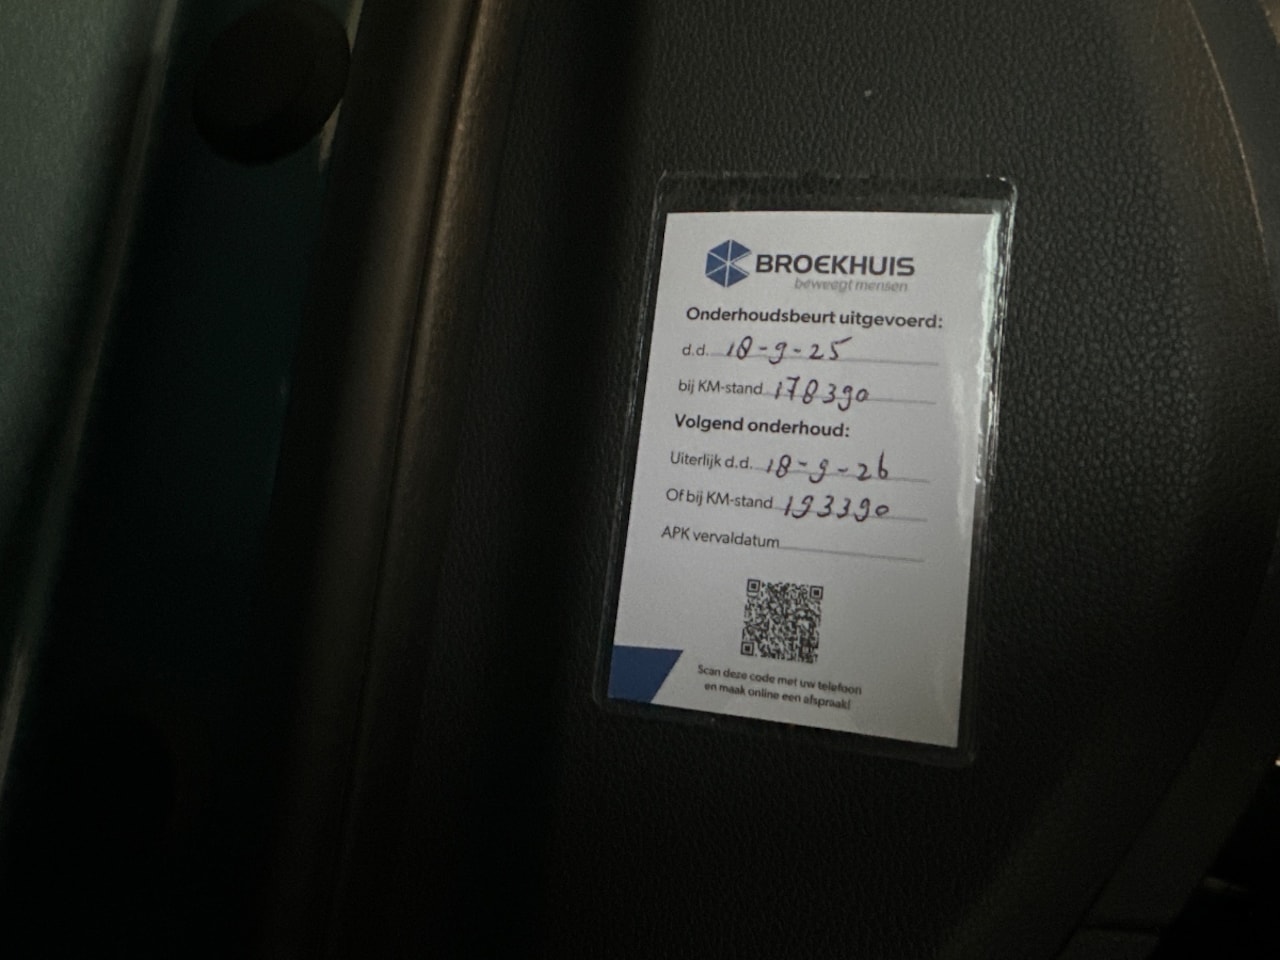 BROEKHUIS
beweegt mensen
Onderhoudsbeurt uitgevoerd:
d.d. 18-9-25
bij KM-stand 178390
Volgend onderhoud:
Uiterlijk d.d. 18-9-26
Of bij KM-stand 193390
APK vervaldatum
Scan deze code met uw telefoon
en maak online een afspraak!